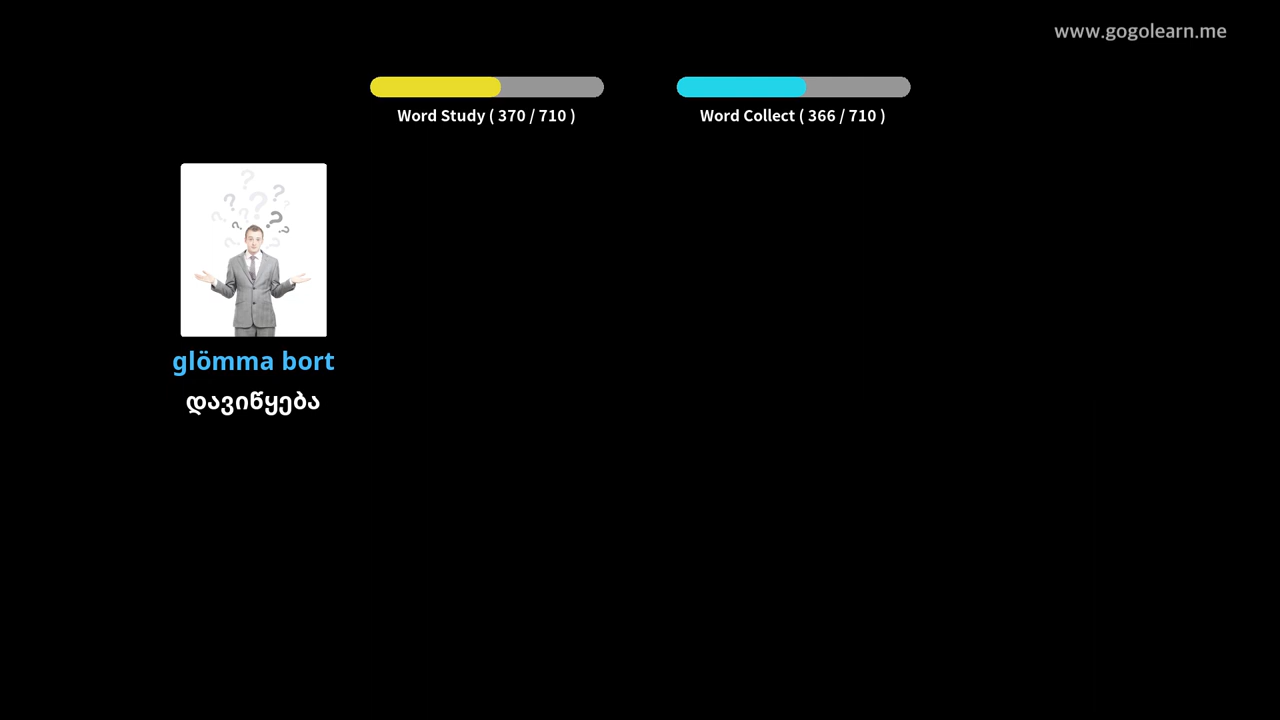 www.gogolearn.me
Word Study ( 370 / 710 )
Word Collect ( 366 / 710 )
glömma bort
დავიწყება